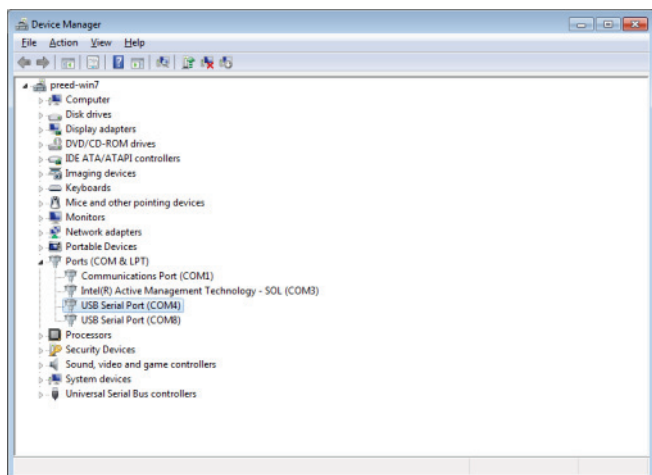 Device Manager
File Action View Help
preed-win7
Computer
Disk drives
Display adapters
DVD/CD-ROM drives
IDE ATA/ATAPI controllers
Imaging devices
Keyboards
Mice and other pointing devices
Monitors
Network adapters
Portable Devices
Ports (COM & LPT)
Communications Port (COM1)
Intel(R) Active Management Technology - SOL (COM3)
USB Serial Port (COM4)
USB Serial Port (COM8)
Processors
Security Devices
Sound, video and game controllers
System devices
Universal Serial Bus controllers